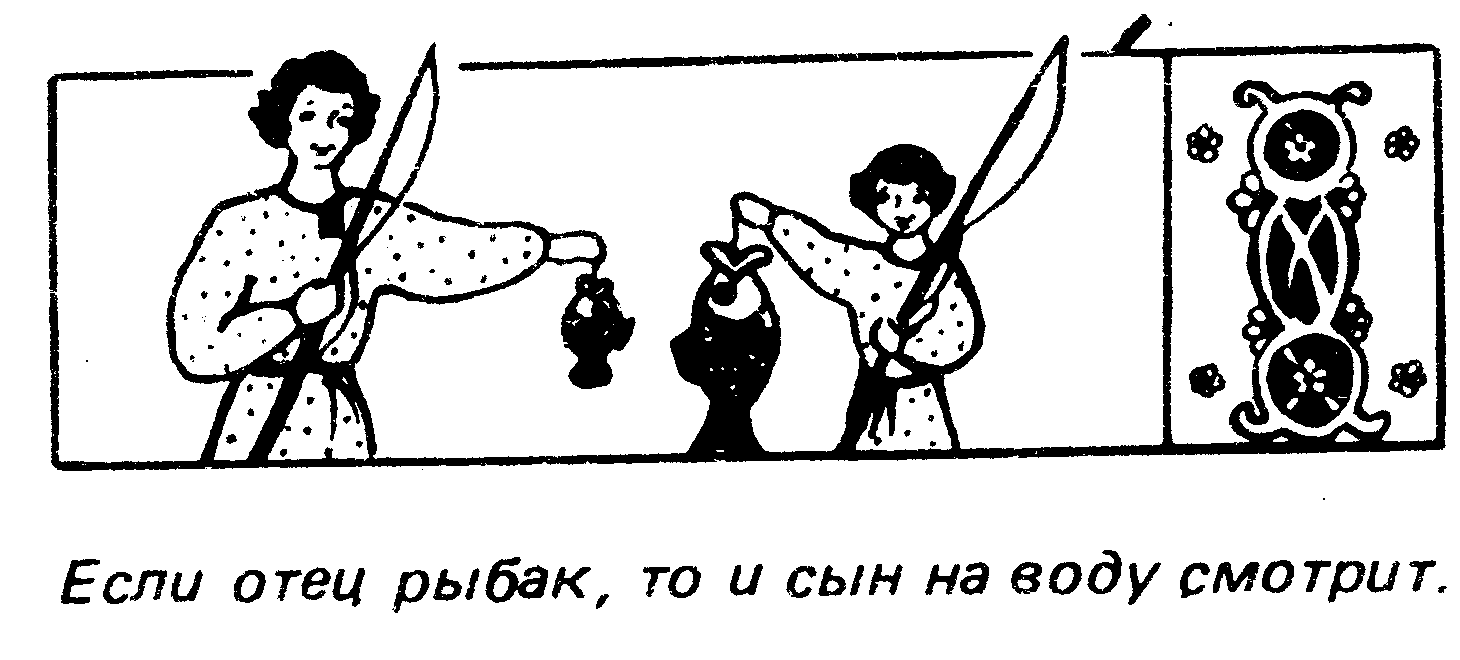 Если отец рыбак, то и сын на воду смотрит.